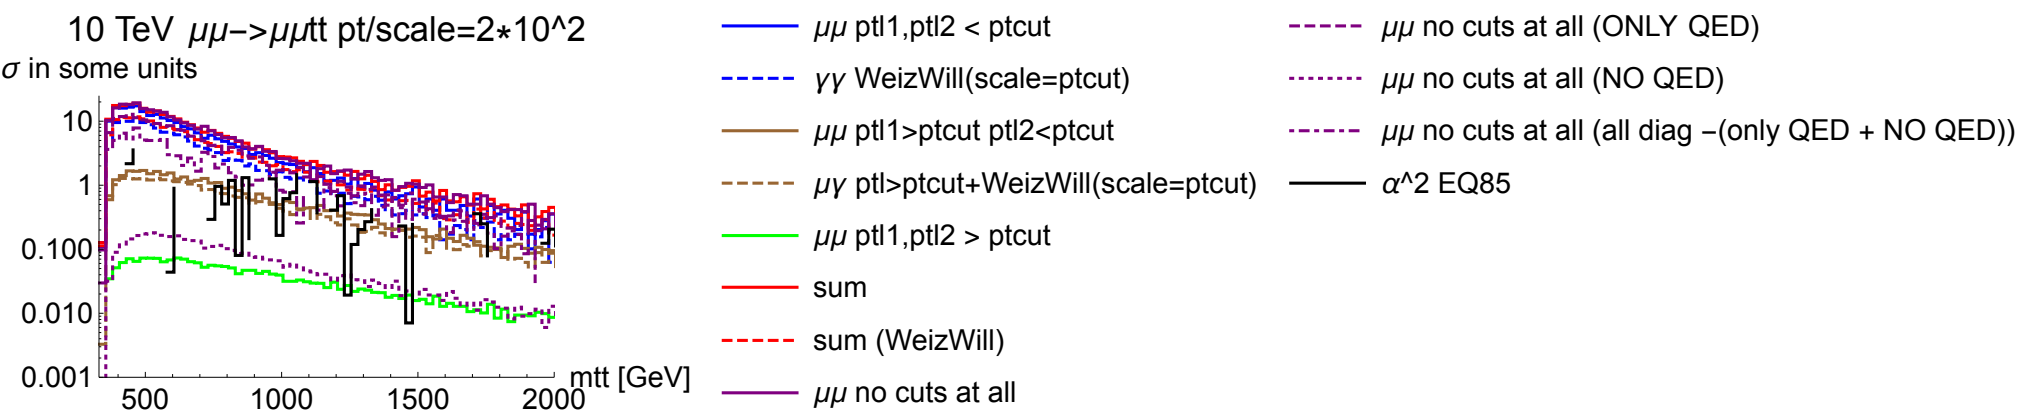 10 TeV μμ−>μμtt pt/scale=2*10^2
σ in some units
10
1
0.100
0.010
0.001
500
1000
1500
2000
mtt [GeV]
μμ ptl1,ptl2 < ptcut
γγ WeizWill(scale=ptcut)
μμ ptl1>ptcut ptl2<ptcut
μγ ptl>ptcut+WeizWill(scale=ptcut)
μμ ptl1,ptl2 > ptcut
sum
sum (WeizWill)
μμ no cuts at all
μμ no cuts at all (ONLY QED)
μμ no cuts at all (NO QED)
μμ no cuts at all (all diag −(only QED + NO QED))
α^2 EQ85